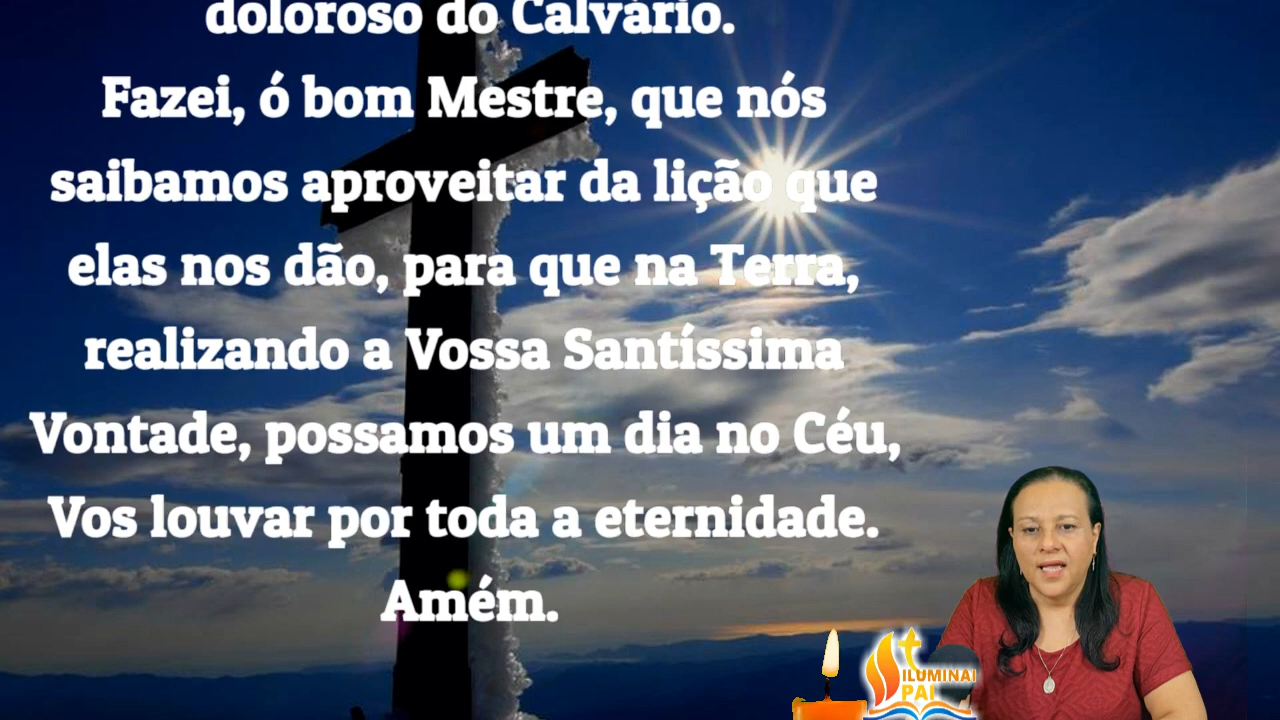 doloroso do Calvário.
Fazei, ó bom Mestre, que nós
saibamos aproveitar da lição que
elas nos dão, para que na Terra,
realizando a Vossa Santíssima
Vontade, possamos um dia no Céu,
Vos louvar por toda a eternidade.
Amém.
ILUMINAI
PAI